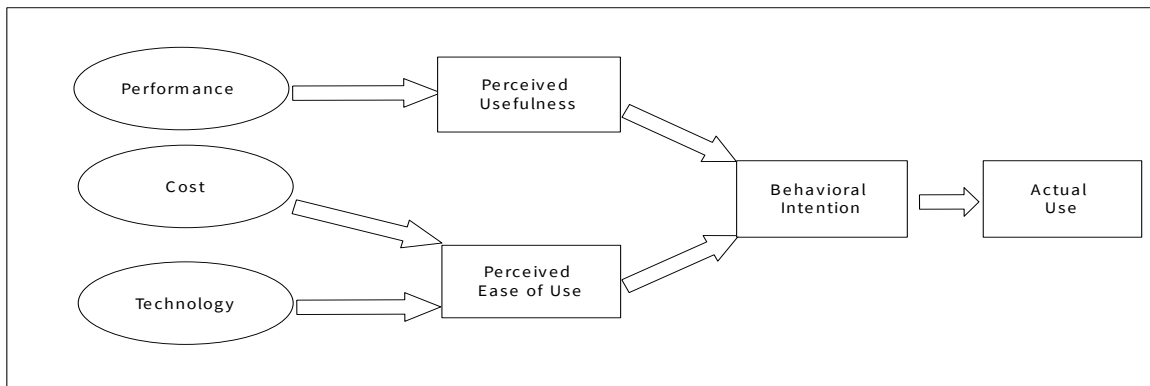 Performance
Perceived
Usefulness
Cost
Behavioral
Intention
Actual
Use
Perceived
Ease of Use
Technology